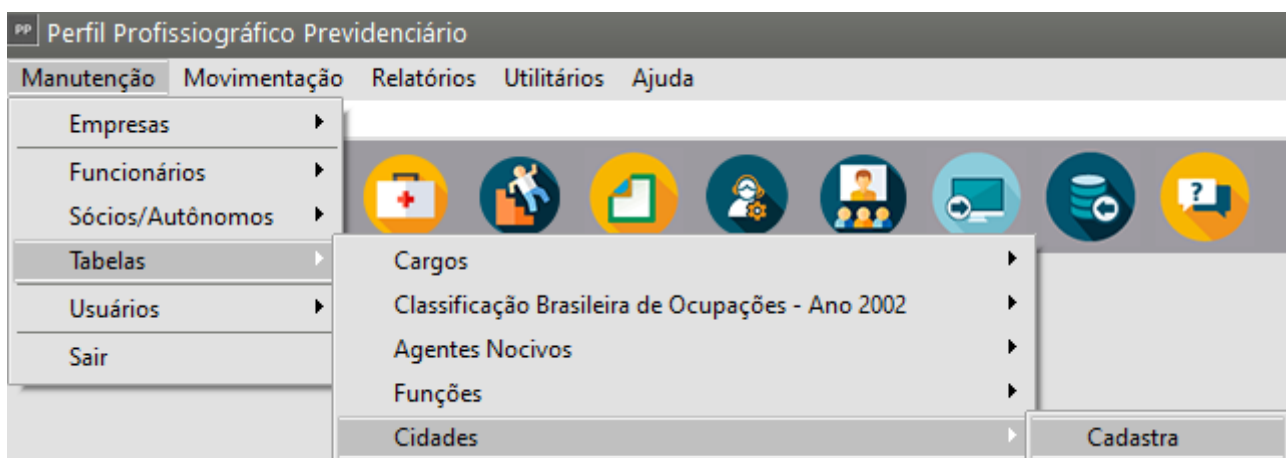 PP Perfil Profissiográfico Previdenciário
Manutenção Movimentação Relatórios Utilitários Ajuda
Empresas
Funcionários
Sócios/Autônomos
Tabelas
Usuários
Sair
?
Cargos
Classificação Brasileira de Ocupações - Ano 2002
Agentes Nocivos
Funções
Cidades
Cadastra